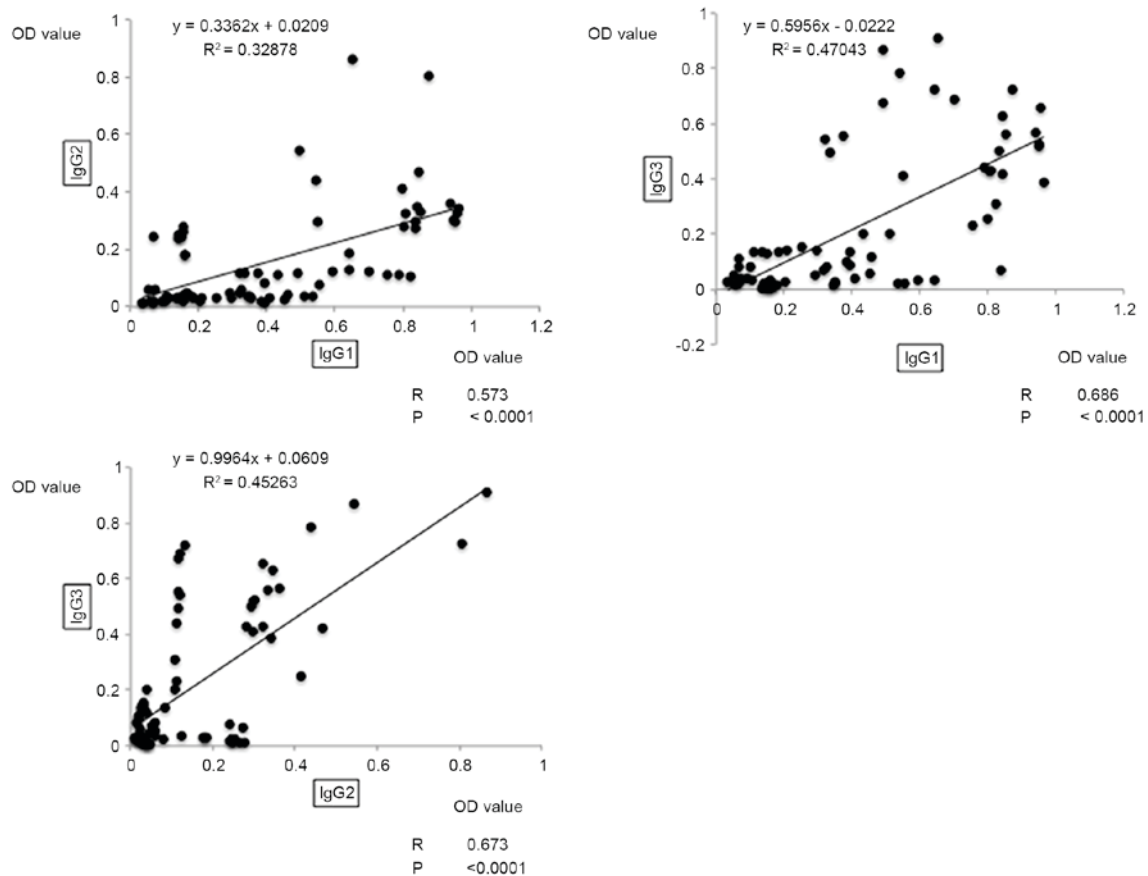 y = 0.3362x + 0.0209
R² = 0.32878
OD value
1
0.8
0.6
0.4
0.2
0
IgG2
0
0.2
0.4
0.6
0.8
1
1.2
IgG1
OD value
R 0.573
P < 0.0001
y = 0.5956x - 0.0222
R² = 0.47043
OD value
1
0.8
0.6
0.4
0.2
0
-0.2
IgG3
0
0.2
0.4
0.6
0.8
1
1.2
IgG1
OD value
R 0.686
P < 0.0001
y = 0.9964x + 0.0609
R² = 0.45263
OD value
1
0.8
0.6
0.4
0.2
0
IgG3
0
0.2
0.4
0.6
0.8
1
IgG2
OD value
R 0.673
P <0.0001